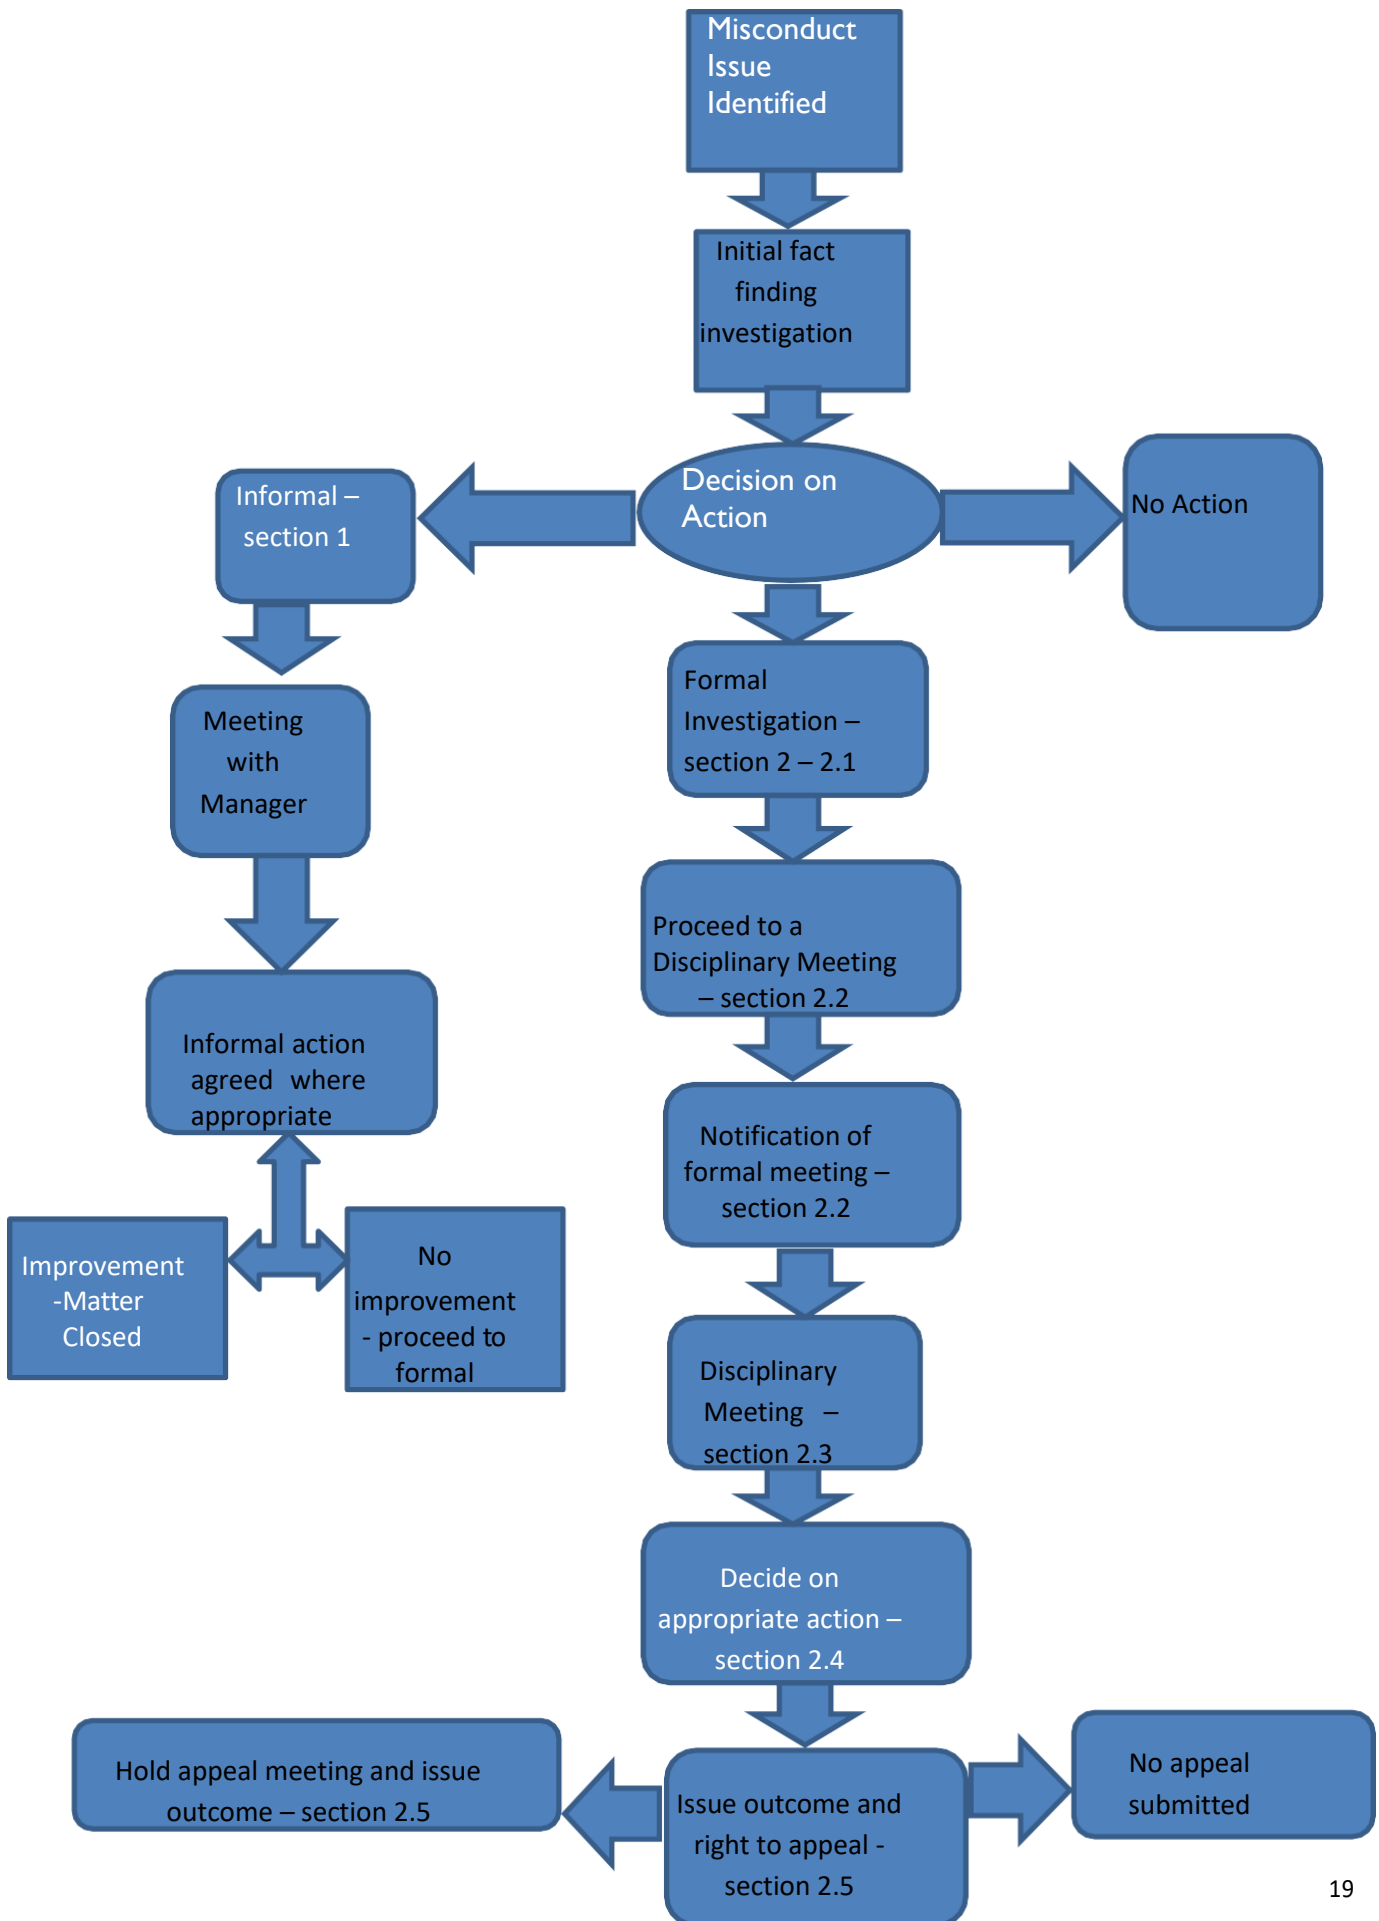 Misconduct
Issue
Identified
Initial fact
finding
investigation
Decision on
Action
Informal –
section 1
No Action
Meeting
with
Manager
Formal
Investigation –
section 2 – 2.1
Informal action
agreed where
appropriate
Proceed to a
Disciplinary Meeting
– section 2.2
Improvement
-Matter
Closed
No
improvement
- proceed to
formal
Notification of
formal meeting –
section 2.2
Disciplinary
Meeting –
section 2.3
Decide on
appropriate action –
section 2.4
Hold appeal meeting and issue
outcome – section 2.5
Issue outcome and
right to appeal -
section 2.5
No appeal
submitted
19